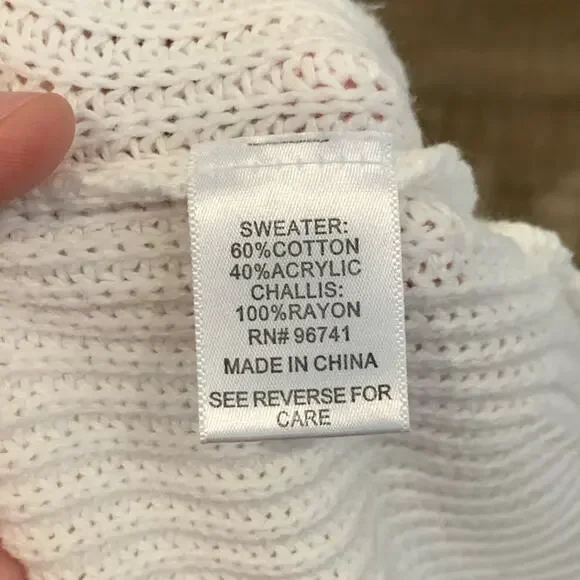 SWEATER:
60%COTTON
40%ACRYLIC
CHALLIS:
100%RAYON
RN# 96741
MADE IN CHINA
SEE REVERSE FOR
CARE